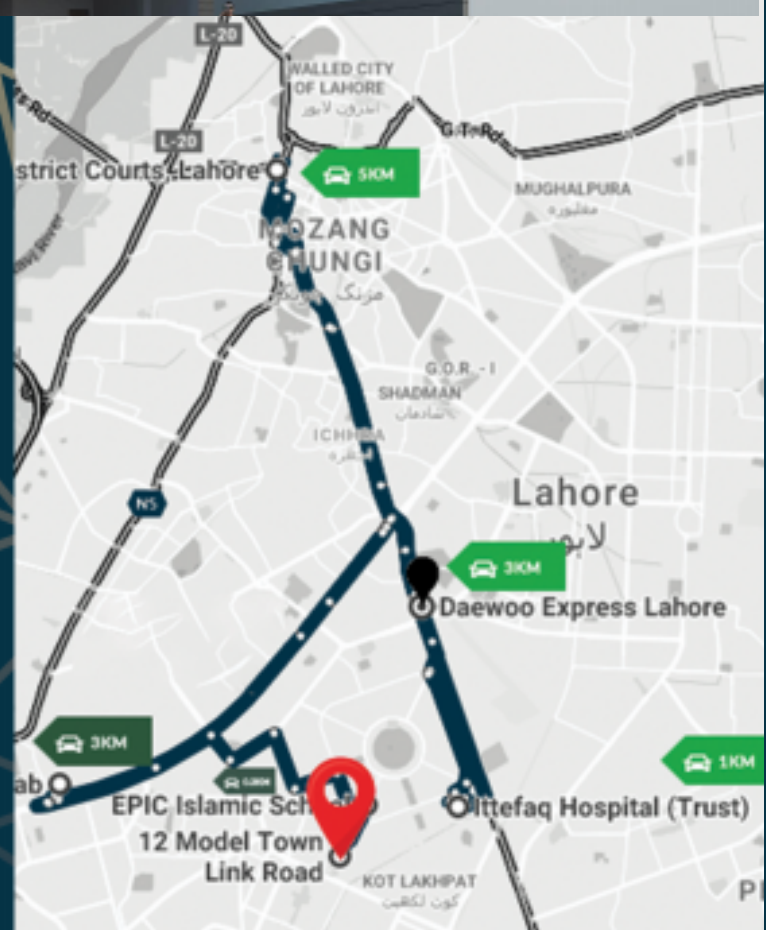 L-20
WALLED CITY
OF LAHORE
اندرون لاہور
G.T. Rd
L-20
strict Courts, Lahore
5KM
MUGHALPURA
مغلپورہ
MOZANG
CHUNGI
مزنگ چونگی
G.O.R. - I
SHADMAN
شادمان
ICHHRA
اچھرہ
Lahore
لاہور
N5
3KM
Daewoo Express Lahore
3KM
1KM
ab
EPIC Islamic Sch
Ittefaq Hospital (Trust)
12 Model Town
Link Road
KOT LAKHPAT
کوٹ لکھپت